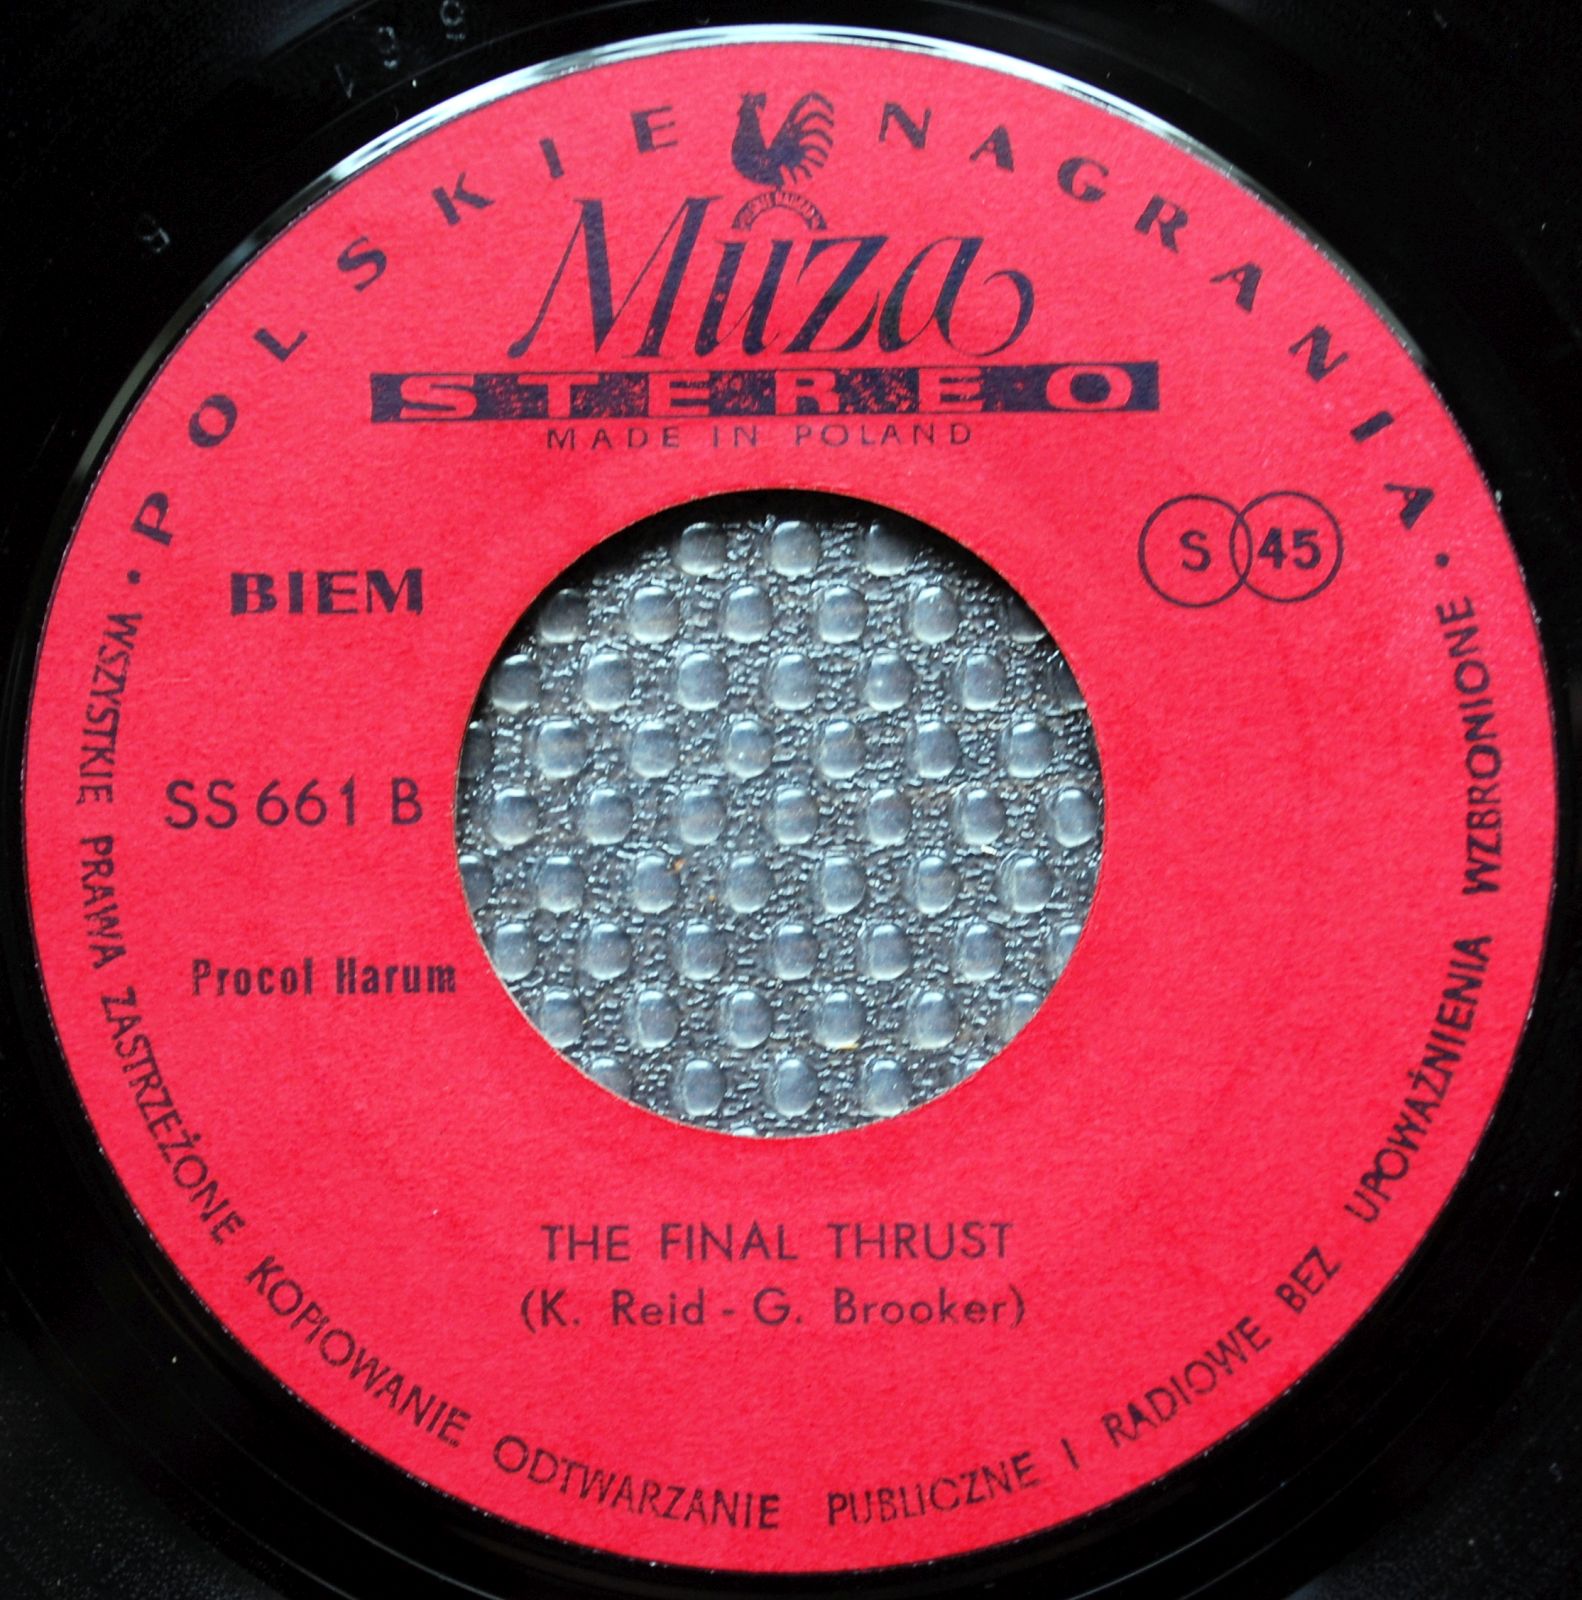 · POLSKIE NAGRANIA ·
Muza
STEREO
MADE IN POLAND
BIEM
S 45
SS 661 B
Procol Harum
THE FINAL THRUST
(K. Reid - G. Brooker)
WSZYSTKIE PRAWA ZASTRZEŻONE KOPIOWANIE ODTWARZANIE PUBLICZNE I RADIOWE BEZ UPOWAŻNIENIA WZBRONIONE